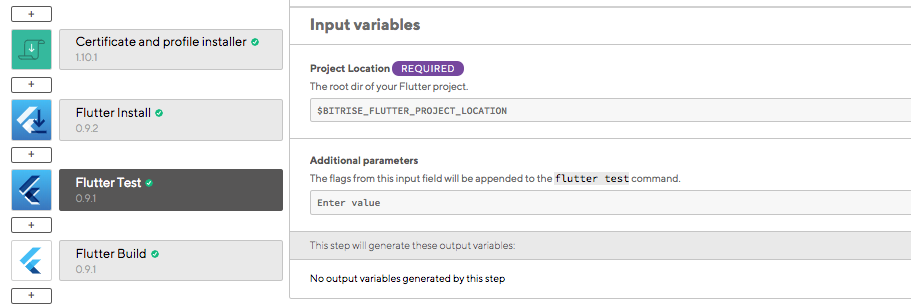 +
Certificate and profile installer
1.10.1
+
Flutter Install
0.9.2
+
Flutter Test
0.9.1
+
Flutter Build
0.9.1
+
Input variables
Project Location REQUIRED
The root dir of your Flutter project.
$BITRISE_FLUTTER_PROJECT_LOCATION
Additional parameters
The flags from this input field will be appended to the flutter test command.
Enter value
This step will generate these output variables:
No output variables generated by this step